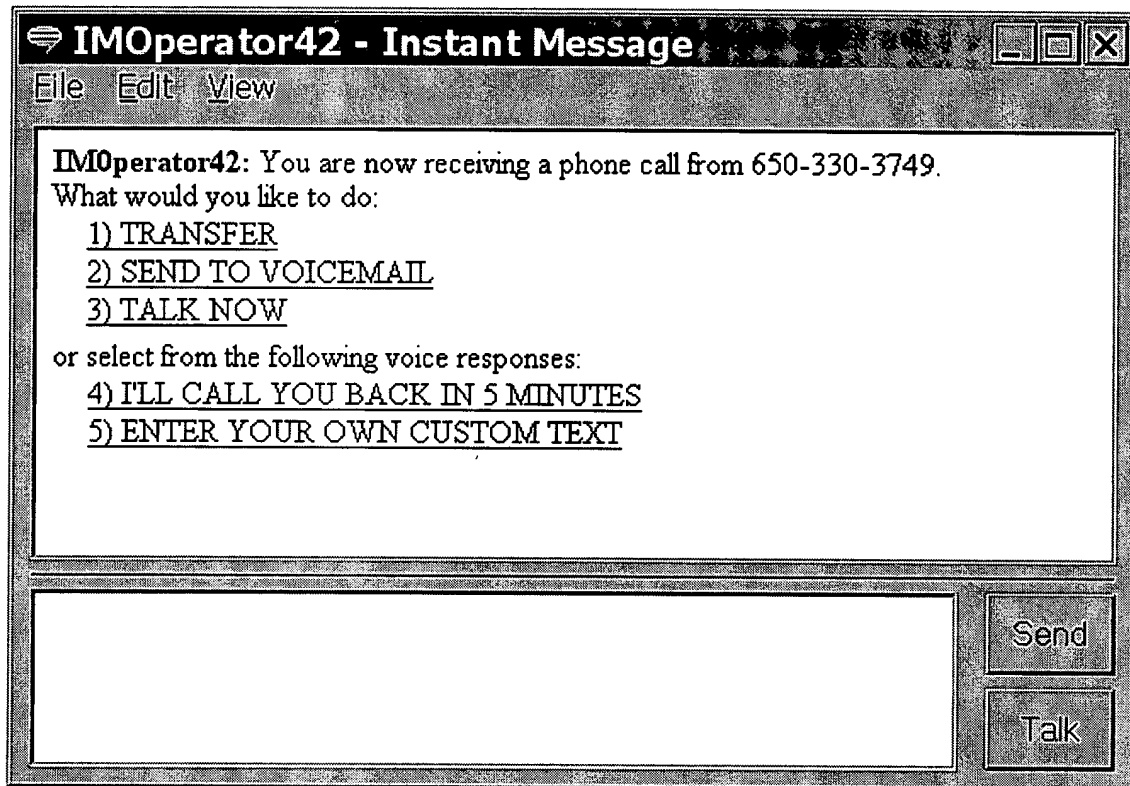 IMOperator42 - Instant Message
File Edit View
IMOperator42: You are now receiving a phone call from 650-330-3749.
What would you like to do:
1) TRANSFER
2) SEND TO VOICEMAIL
3) TALK NOW
or select from the following voice responses:
4) I'LL CALL YOU BACK IN 5 MINUTES
5) ENTER YOUR OWN CUSTOM TEXT
Send
Talk